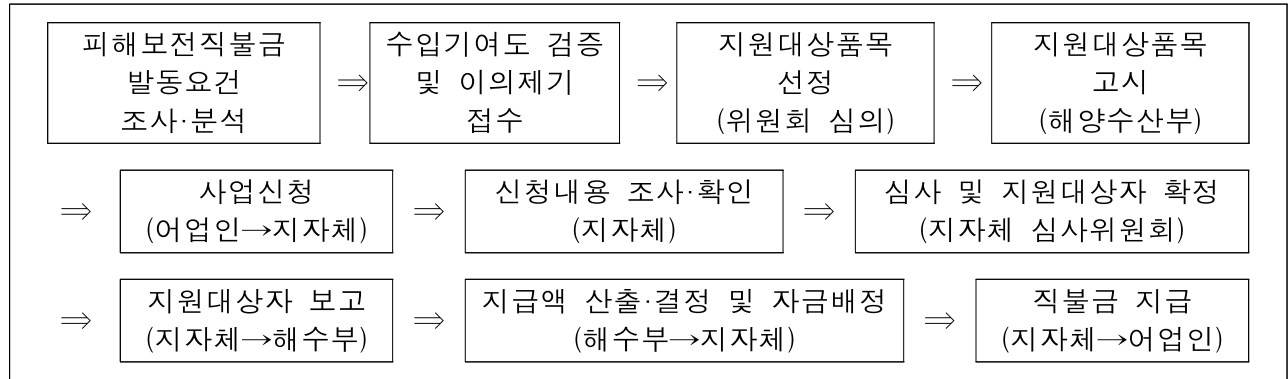 피해보전직불금
발동요건
조사·분석
⇒
수입기여도 검증
및 이의제기
접수
⇒
지원대상품목
선정
(위원회 심의)
⇒
지원대상품목
고시
(해양수산부)
⇒
사업신청
(어업인→지자체)
⇒
신청내용 조사·확인
(지자체)
⇒
심사 및 지원대상자 확정
(지자체 심사위원회)
⇒
지원대상자 보고
(지자체→해수부)
⇒
지급액 산출·결정 및 자금배정
(해수부→지자체)
⇒
직불금 지급
(지자체→어업인)